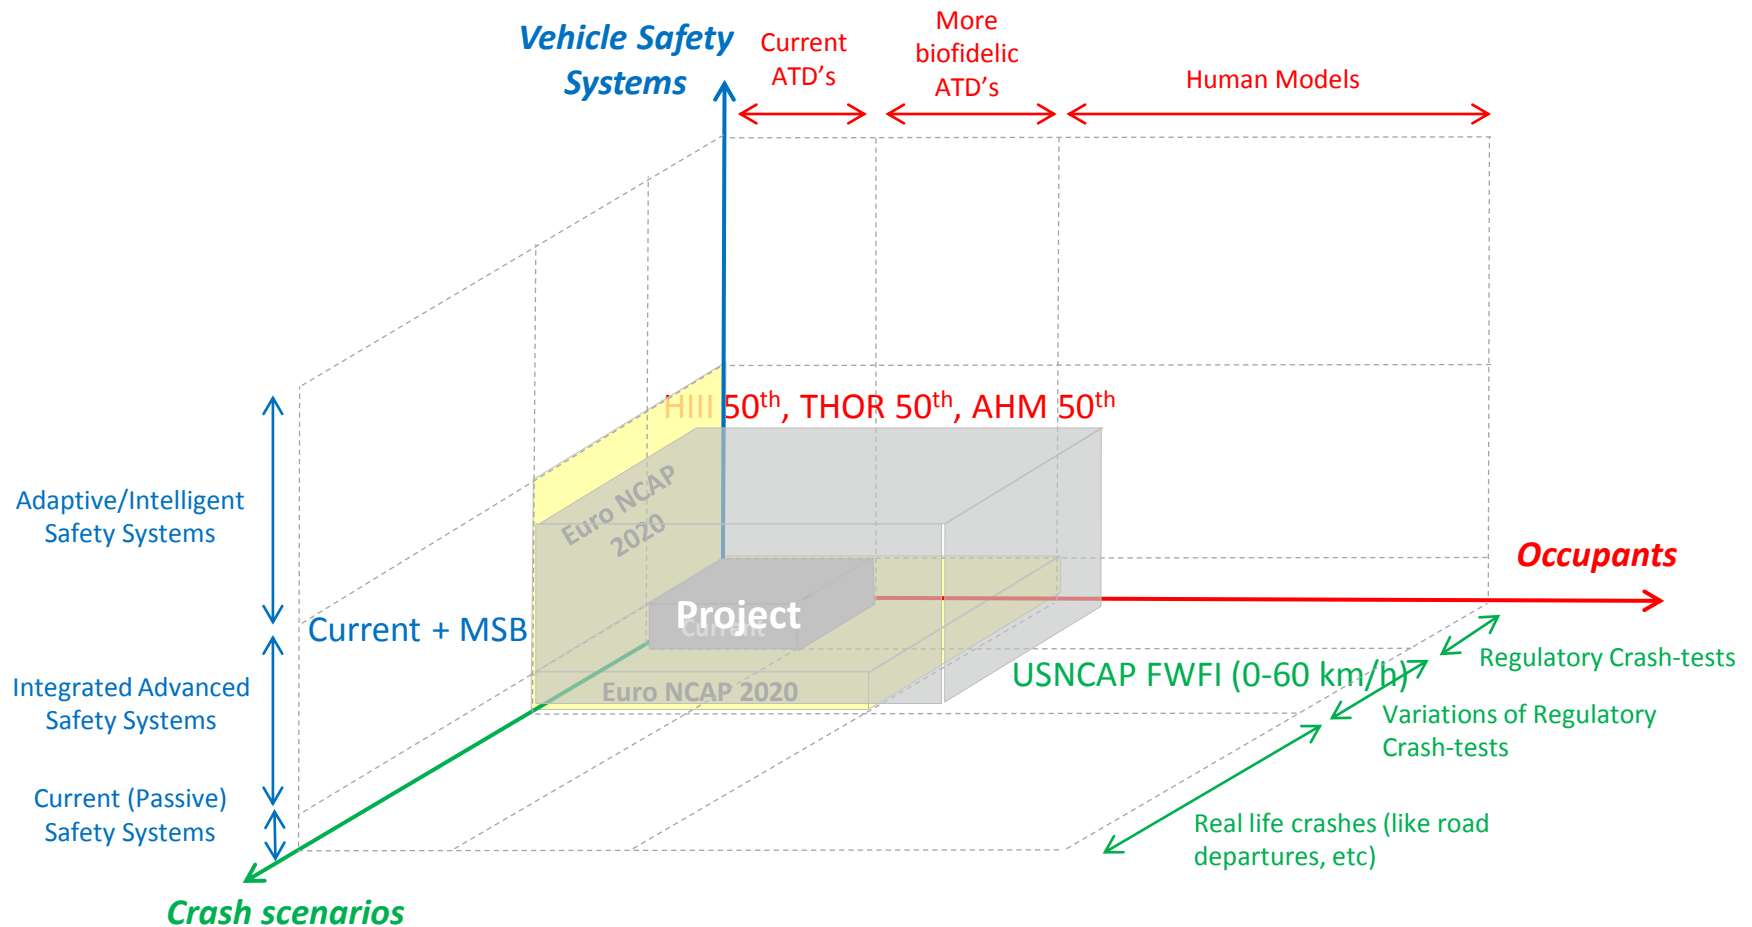 Vehicle Safety
Systems
Current
ATD's
More
biofidelic
ATD's
Human Models
HIII 50th, THOR 50th, AHM 50th
Euro NCAP
2020
Adaptive/Intelligent
Safety Systems
Occupants
Current + MSB
Project
Current
Euro NCAP 2020
USNCAP FWFI (0-60 km/h)
Regulatory Crash-tests
Integrated Advanced
Safety Systems
Variations of Regulatory
Crash-tests
Current (Passive)
Safety Systems
Real life crashes (like road
departures, etc)
Crash scenarios